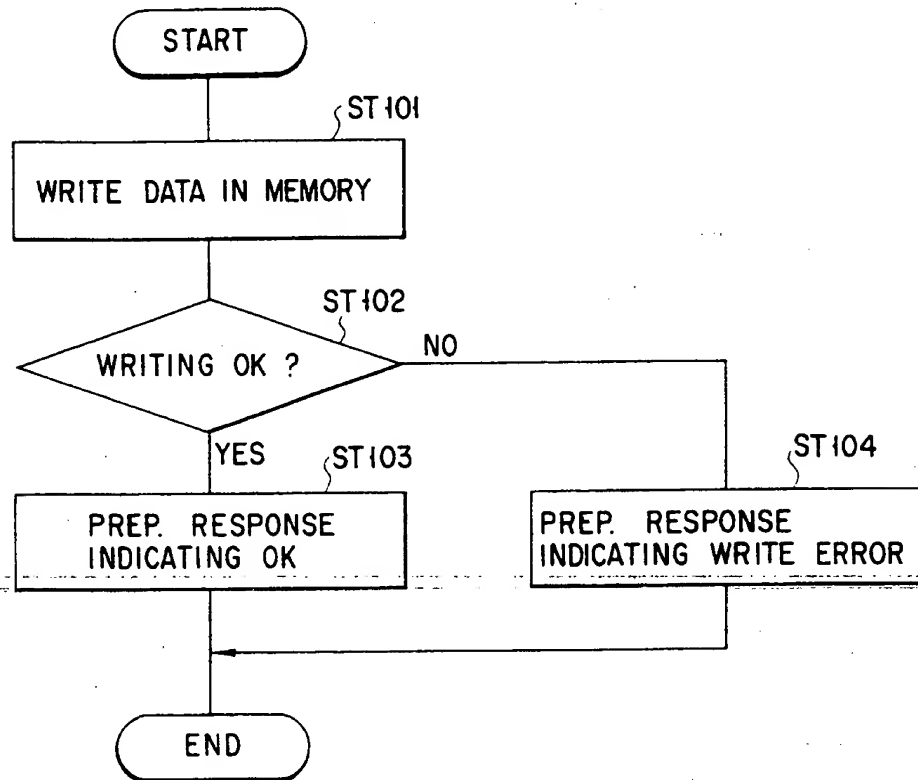 START
ST101
WRITE DATA IN MEMORY
ST102
WRITING OK ?
NO
YES
ST103
PREP. RESPONSE
INDICATING OK
ST104
PREP. RESPONSE
INDICATING WRITE ERROR
END